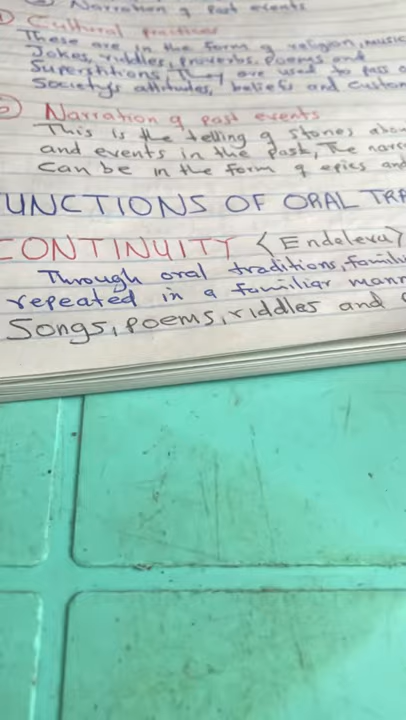 Narration of Past events
Cultural practices
These are in the form of religion, music
Jokes, riddles, Proverbs, Poems and
Superstitions. They are used to pass
Society's attitudes, beliefs and custom
Narration of past events
This is the telling of stories abou
and events in the past, The narr
can be in the form of epics and
UNCTIONS OF ORAL TRA
CONTINUITY <Endeleva>
Through oral traditions, famili
repeated in a familiar mann
Songs, poems, riddles and